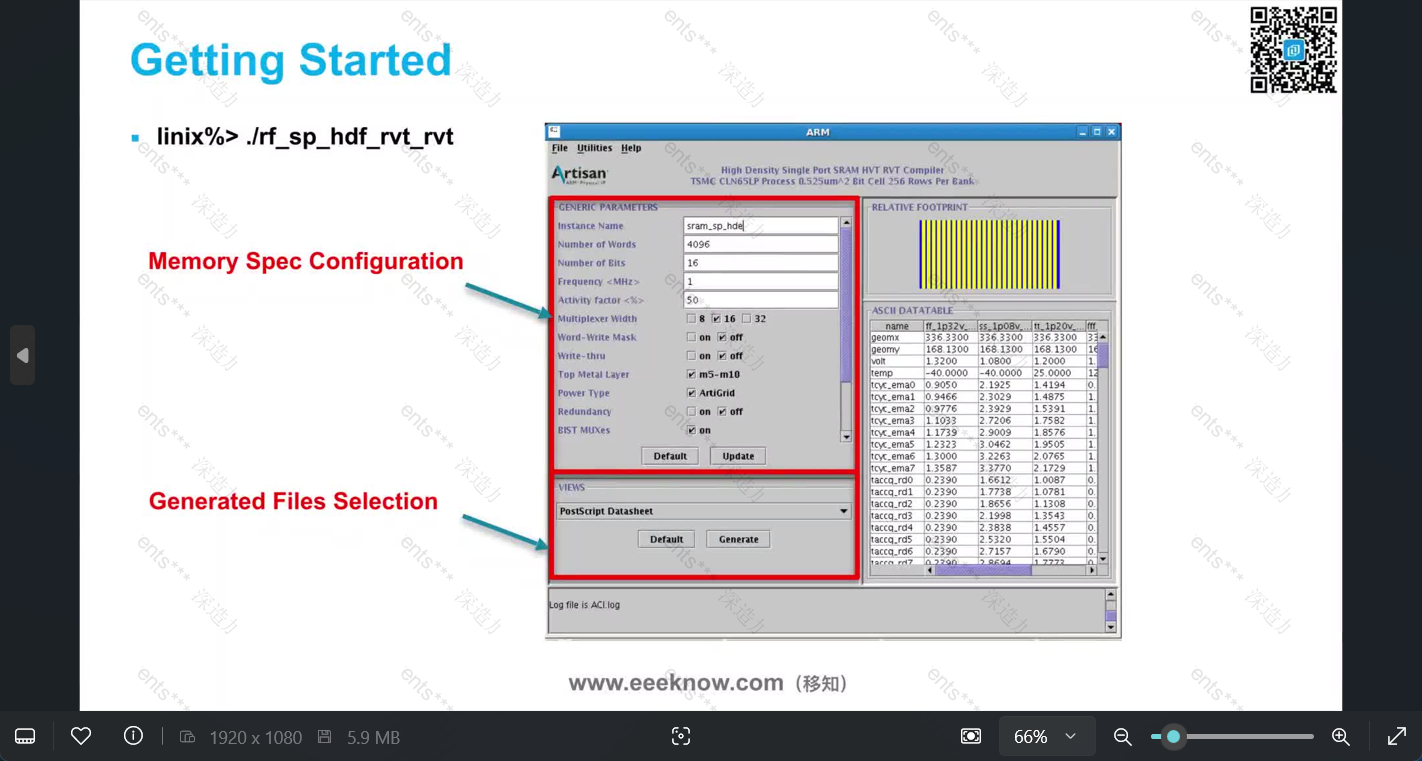 Getting Started
linix%> ./rf_sp_hdf_rvt_rvt
Memory Spec Configuration
Generated Files Selection
ARM
File Utilities Help
Artisan
High Density Single Port SRAM HVT RVT Compiler
TSMC CLN65LP Process 0.525um^2 Bit Cell 256 Rows Per Bank
GENERIC PARAMETERS
Instance Name sram_sp_hde
Number of Words 4096
Number of Bits 16
Frequency <MHz> 1
Activity factor <%> 50
Multiplexer Width 8 16 32
Word-Write Mask on off
Write-thru on off
Top Metal Layer m5-m10
Power Type ArtiGrid
Redundancy on off
BIST MUXes on
Default Update
VIEWS
PostScript Datasheet
Default Generate
RELATIVE FOOTPRINT
ASCII DATATABLE
name ff_1p32v_... ss_1p08v_... tt_1p20v_... fff_
geomx 336.3300 336.3300 336.3300 33
geomy 168.1300 168.1300 168.1300 16
volt 1.3200 1.0800 1.2000 1.
temp -40.0000 -40.0000 25.0000 12
tcyc_ema0 0.9050 2.1925 1.4194 0.
tcyc_ema1 0.9466 2.3029 1.4875 1.
tcyc_ema2 0.9776 2.3929 1.5391 1.
tcyc_ema3 1.1033 2.7206 1.7582 1.
tcyc_ema4 1.1739 2.9009 1.8576 1.
tcyc_ema5 1.2323 3.0462 1.9505 1.
tcyc_ema6 1.3000 3.2263 2.0765 1.
tcyc_ema7 1.3587 3.3770 2.1729 1.
taccq_rd0 0.2390 1.6612 1.0087 0.
taccq_rd1 0.2390 1.7738 1.0781 0.
taccq_rd2 0.2390 1.8656 1.1308 0.
taccq_rd3 0.2390 2.1998 1.3543 0.
taccq_rd4 0.2390 2.3838 1.4557 0.
taccq_rd5 0.2390 2.5320 1.5504 0.
taccq_rd6 0.2390 2.7157 1.6790 0.
taccq_rd7 0.2390 2.8694 1.7773 0.
Log file is ACI.log
www.eeeknow.com（移知）
ents*** 深造力
1920 x 1080 5.9 MB 66%